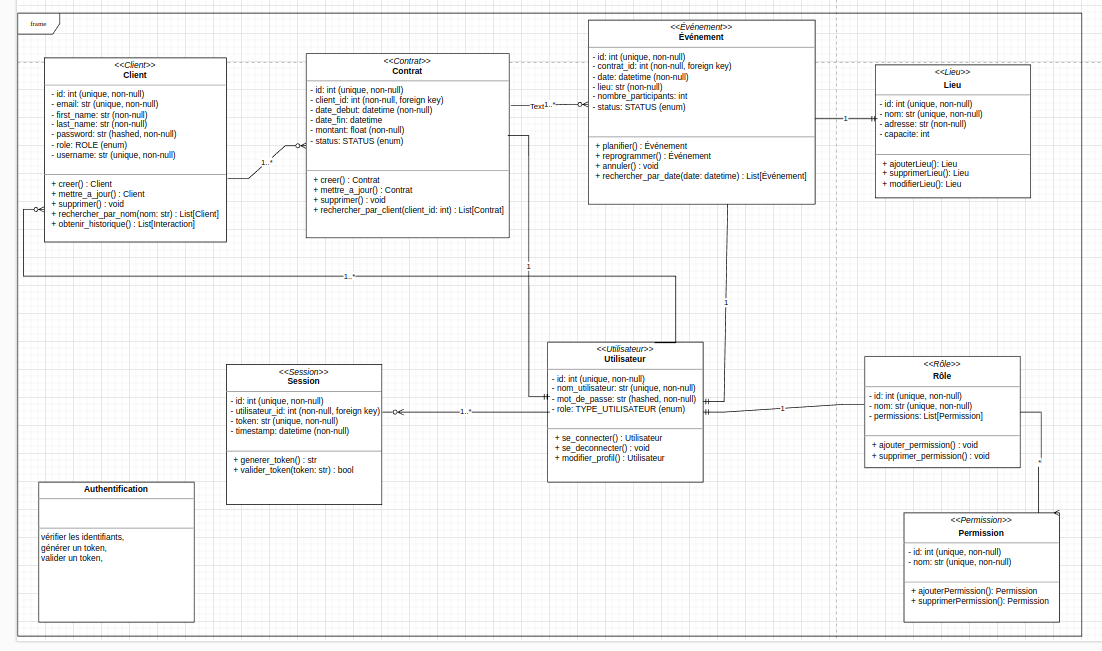 frame
<<Client>>
Client
- id: int (unique, non-null)
- email: str (unique, non-null)
- first_name: str (non-null)
- last_name: str (non-null)
- password: str (hashed, non-null)
- role: ROLE (enum)
- username: str (unique, non-null)
+ creer() : Client
+ mettre_a_jour() : Client
+ supprimer() : void
+ rechercher_par_nom(nom: str) : List[Client]
+ obtenir_historique() : List[Interaction]
1..*
<<Contrat>>
Contrat
- id: int (unique, non-null)
- client_id: int (non-null, foreign key)
- date_debut: datetime (non-null)
- date_fin: datetime
- montant: float (non-null)
- status: STATUS (enum)
+ creer() : Contrat
+ mettre_a_jour() : Contrat
+ supprimer() : void
+ rechercher_par_client(client_id: int) : List[Contrat]
Text
1..*
<<Événement>>
Événement
- id: int (unique, non-null)
- contrat_id: int (non-null, foreign key)
- date: datetime (non-null)
- lieu: str (non-null)
- nombre_participants: int
- status: STATUS (enum)
+ planifier() : Événement
+ reprogrammer() : Événement
+ annuler() : void
+ rechercher_par_date(date: datetime) : List[Événement]
1
<<Lieu>>
Lieu
- id: int (unique, non-null)
- nom: str (unique, non-null)
- adresse: str (non-null)
- capacite: int
+ ajouterLieu(): Lieu
+ supprimerLieu(): Lieu
+ modifierLieu(): Lieu
1..*
1
1
<<Session>>
Session
- id: int (unique, non-null)
- utilisateur_id: int (non-null, foreign key)
- token: str (unique, non-null)
- timestamp: datetime (non-null)
+ generer_token() : str
+ valider_token(token: str) : bool
1..*
<<Utilisateur>>
Utilisateur
- id: int (unique, non-null)
- nom_utilisateur: str (unique, non-null)
- mot_de_passe: str (hashed, non-null)
- role: TYPE_UTILISATEUR (enum)
+ se_connecter() : Utilisateur
+ se_deconnecter() : void
+ modifier_profil() : Utilisateur
1
<<Rôle>>
Rôle
- id: int (unique, non-null)
- nom: str (unique, non-null)
- permissions: List[Permission]
+ ajouter_permission() : void
+ supprimer_permission() : void
*
Authentification
vérifier les identifiants,
générer un token,
valider un token,
<<Permission>>
Permission
- id: int (unique, non-null)
- nom: str (unique, non-null)
+ ajouterPermission(): Permission
+ supprimerPermission(): Permission